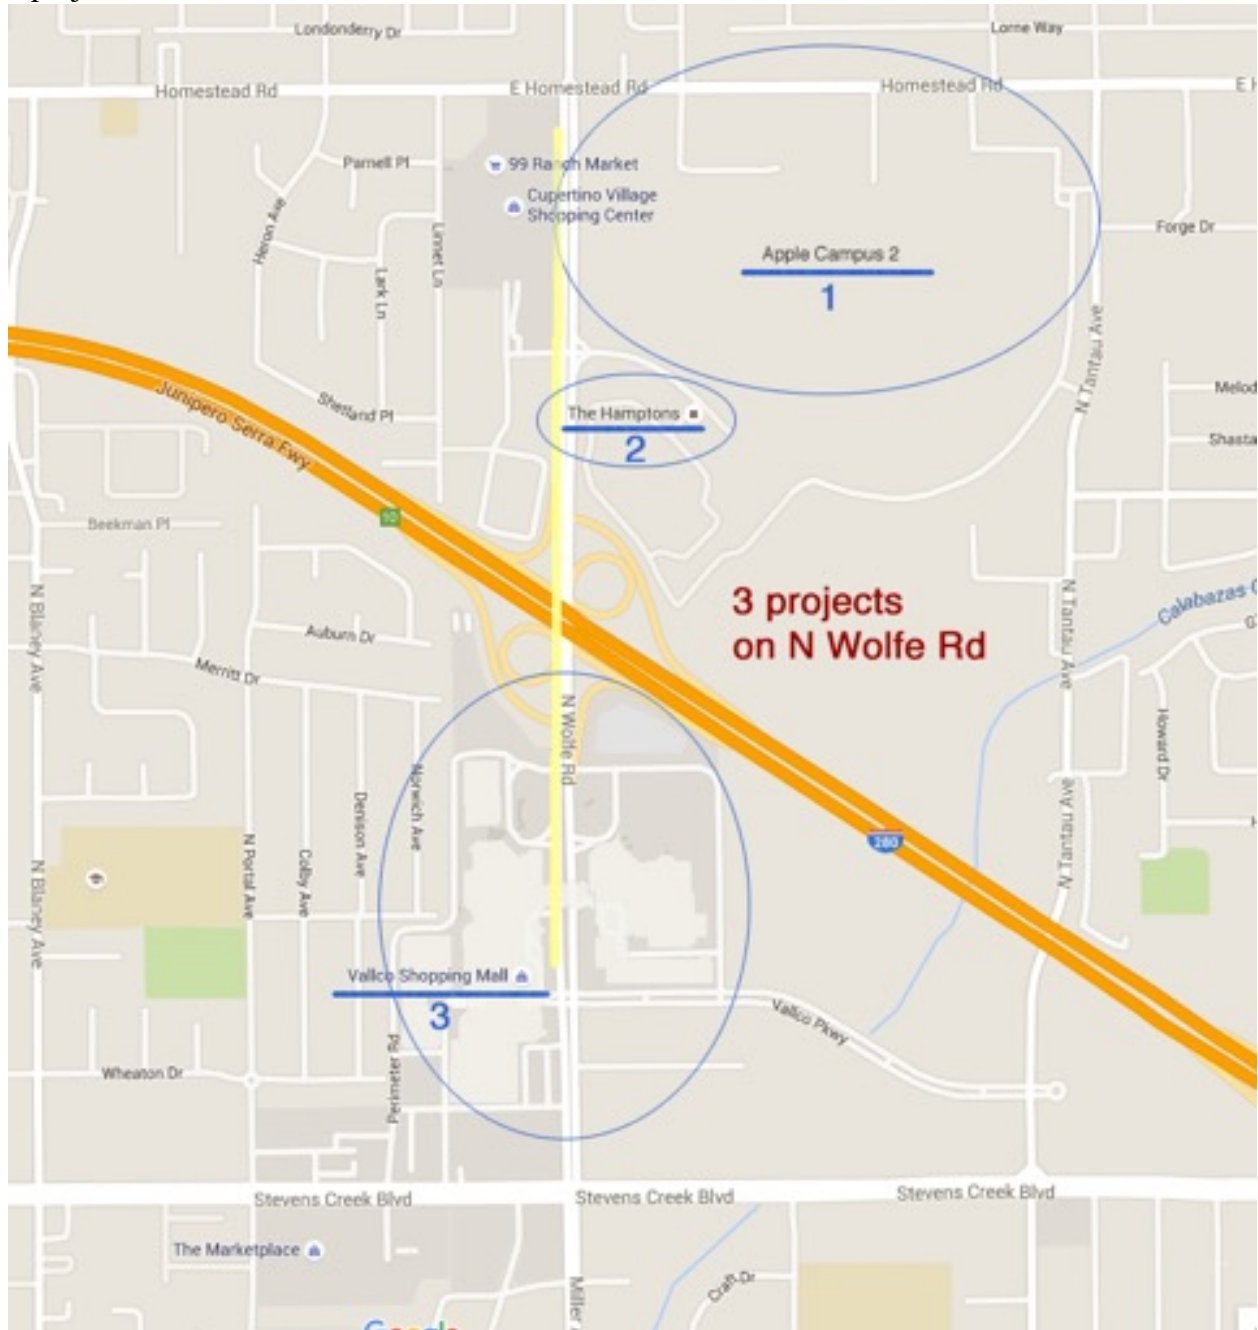 Londonderry Dr
Lorne Way
Homestead Rd
E Homestead Rd
Homestead Rd
Parnell Pl
99 Ranch Market
Cupertino Village
Shopping Center
Heron Ave
Linnet Ln
Lark Ln
Forge Dr
Apple Campus 2
1
N Tantau Ave
Junipero Serra Fwy
Shetland Pl
The Hamptons
2
10
Beekman Pl
3 projects
on N Wolfe Rd
N Blaney Ave
Auburn Dr
Merritt Dr
N Tantau Ave
N Wolfe Rd
Howard Dr
Norwich Ave
Denison Ave
N Portal Ave
Colby Ave
N Blaney Ave
280
N Tantau Ave
Vallco Shopping Mall
3
Vallco Pkwy
Perimeter Rd
Wheaton Dr
Stevens Creek Blvd
Stevens Creek Blvd
Stevens Creek Blvd
The Marketplace
Craft Dr
Miller
Google